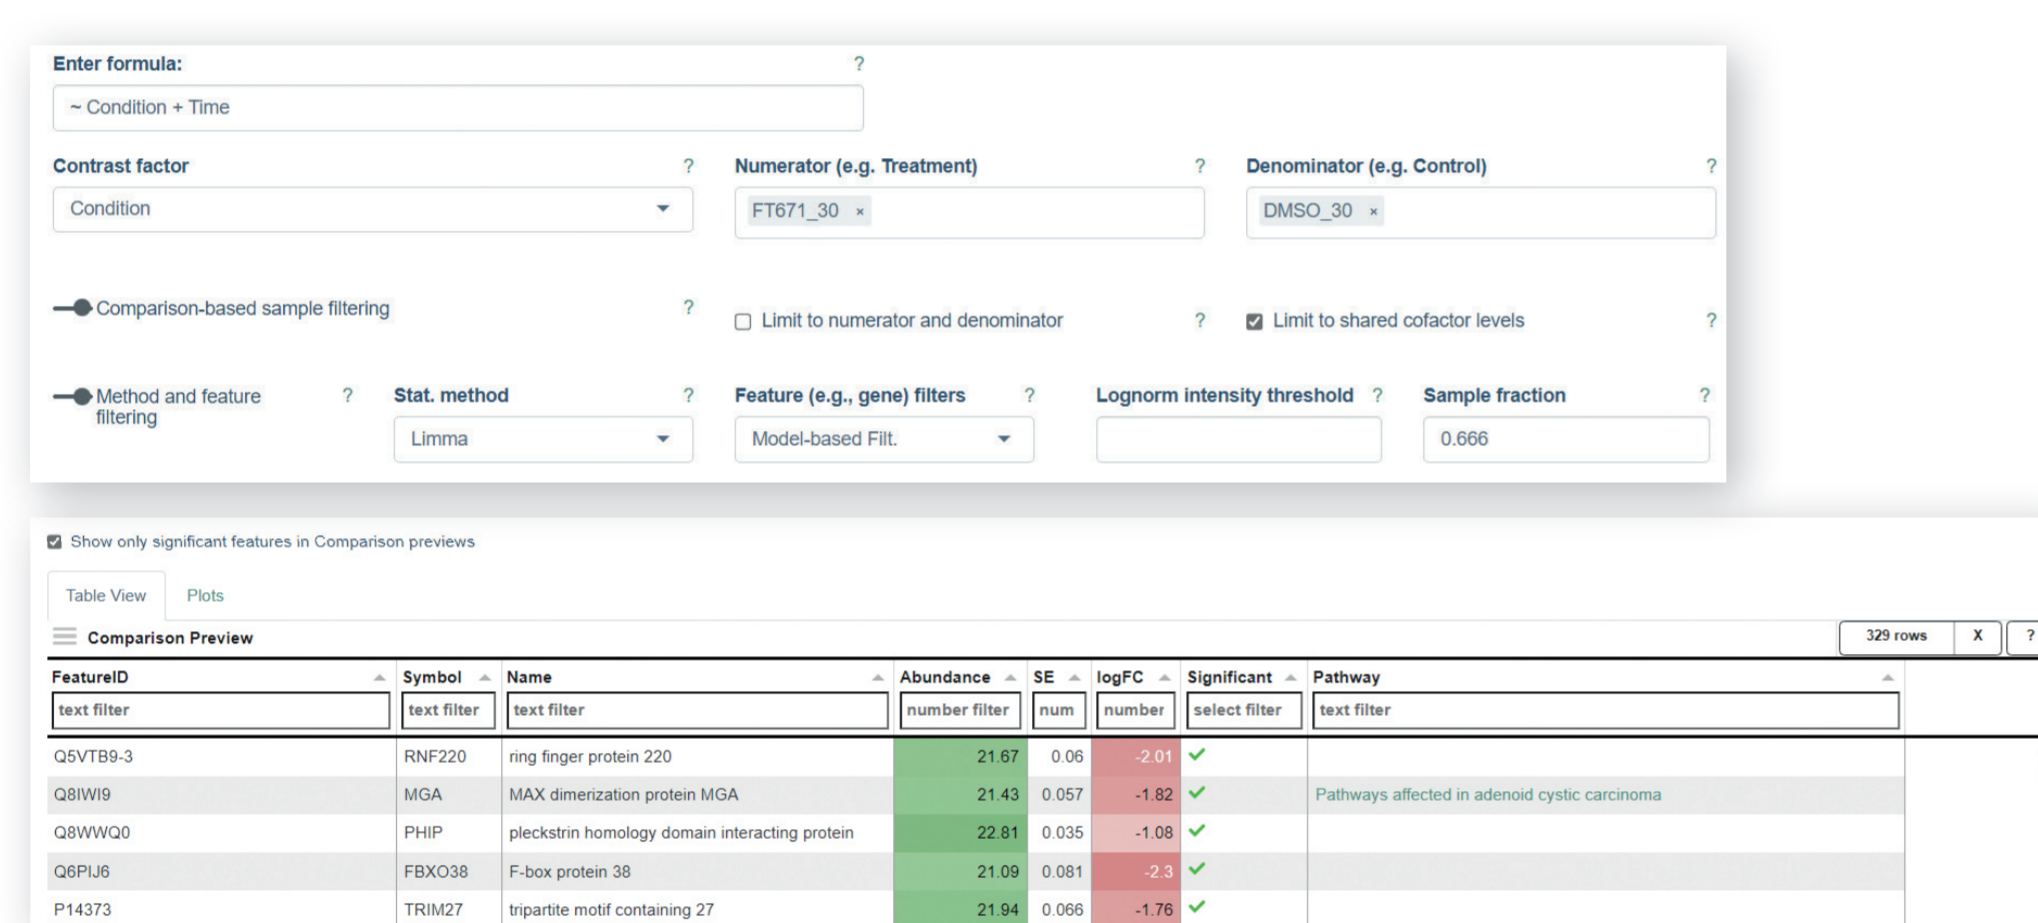 Enter formula: ?
~ Condition + Time
Contrast factor ? Numerator (e.g. Treatment) ? Denominator (e.g. Control) ?
Condition FT671_30 × DMSO_30 ×
Comparison-based sample filtering ? Limit to numerator and denominator ? Limit to shared cofactor levels ?
Method and feature filtering ? Stat. method ? Feature (e.g., gene) filters ? Lognorm intensity threshold ? Sample fraction ?
Limma Model-based Filt. 0.666
Show only significant features in Comparison previews
Table View Plots
Comparison Preview 329 rows X ?
FeatureID Symbol Name Abundance SE logFC Significant Pathway
text filter text filter text filter number filter num number select filter text filter
Q5VTB9-3 RNF220 ring finger protein 220 21.67 0.06 -2.01
Q8IWI9 MGA MAX dimerization protein MGA 21.43 0.057 -1.82 Pathways affected in adenoid cystic carcinoma
Q8WWQ0 PHIP pleckstrin homology domain interacting protein 22.81 0.035 -1.08
Q6PIJ6 FBXO38 F-box protein 38 21.09 0.081 -2.3
P14373 TRIM27 tripartite motif containing 27 21.94 0.066 -1.76